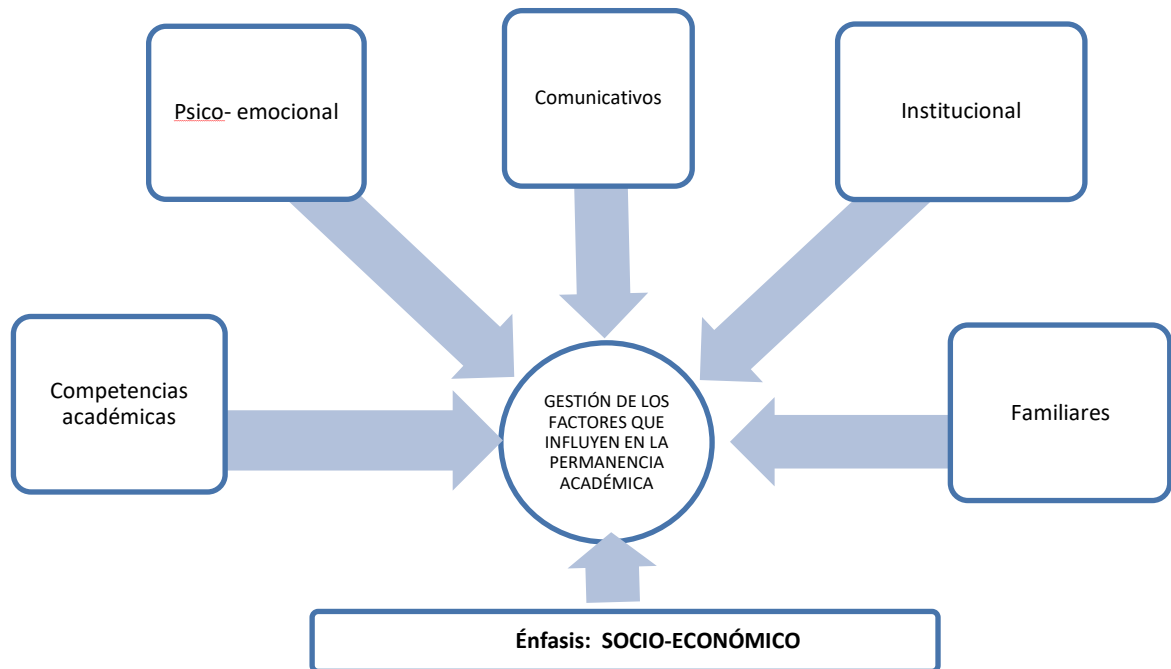 Psico- emocional
Comunicativos
Institucional
Competencias
académicas
GESTIÓN DE LOS
FACTORES QUE
INFLUYEN EN LA
PERMANENCIA
ACADÉMICA
Familiares
Énfasis: SOCIO-ECONÓMICO